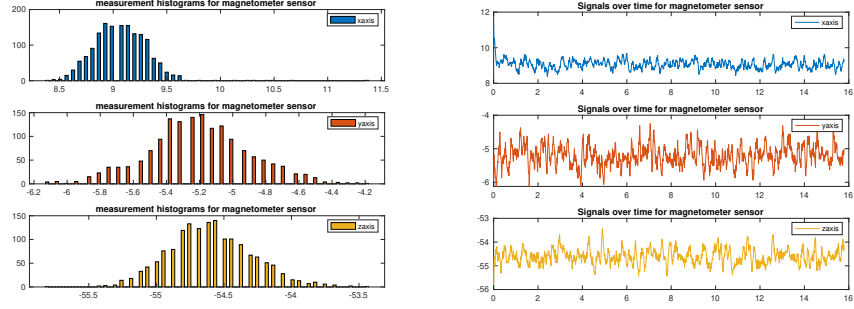 measurement histograms for magnetometer sensor
200
100
0
xaxis
8.5 9 9.5 10 10.5 11 11.5
measurement histograms for magnetometer sensor
150
100
50
0
yaxis
-6.2 -6 -5.8 -5.6 -5.4 -5.2 -5 -4.8 -4.6 -4.4 -4.2
measurement histograms for magnetometer sensor
150
100
50
0
zaxis
-55.5 -55 -54.5 -54 -53.5
Signals over time for magnetometer sensor
12
10
8
xaxis
0 2 4 6 8 10 12 14 16
Signals over time for magnetometer sensor
-4
-5
-6
yaxis
0 2 4 6 8 10 12 14 16
Signals over time for magnetometer sensor
-53
-54
-55
-56
zaxis
0 2 4 6 8 10 12 14 16